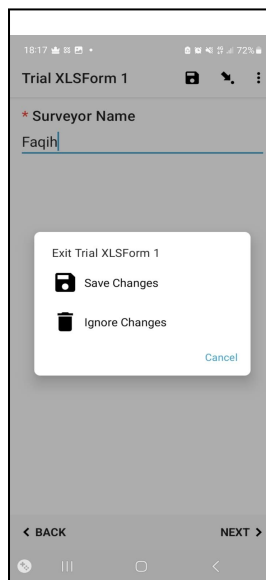 18:17
72%
Trial XLSForm 1
* Surveyor Name
Faqih
Exit Trial XLSForm 1
Save Changes
Ignore Changes
Cancel
< BACK
NEXT >